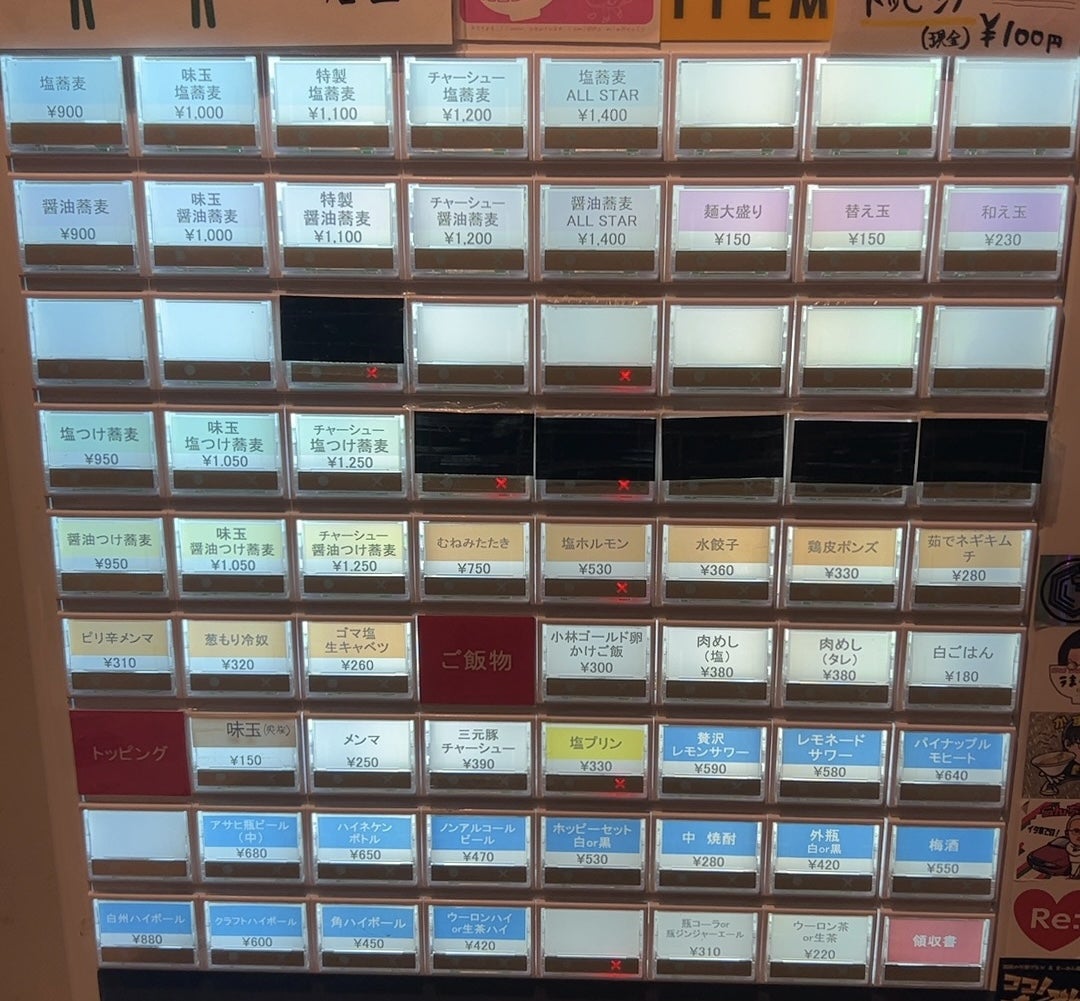 ITEM
(現金)¥100円
塩蕎麦
¥900
味玉
塩蕎麦
¥1,000
特製
塩蕎麦
¥1,100
チャーシュー
塩蕎麦
¥1,200
塩蕎麦
ALL STAR
¥1,400
醤油蕎麦
¥900
味玉
醤油蕎麦
¥1,000
特製
醤油蕎麦
¥1,100
チャーシュー
醤油蕎麦
¥1,200
醤油蕎麦
ALL STAR
¥1,400
麺大盛り
¥150
替え玉
¥150
和え玉
¥230
塩つけ蕎麦
¥950
味玉
塩つけ蕎麦
¥1.050
チャーシュー
塩つけ蕎麦
¥1.250
醤油つけ蕎麦
¥950
味玉
醤油つけ蕎麦
¥1.050
チャーシュー
醤油つけ蕎麦
¥1.250
むねみたたき
¥750
塩ホルモン
¥530
水餃子
¥360
鶏皮ポンズ
¥330
茹でネギキム
チ
¥280
ピリ辛メンマ
¥310
葱もり冷奴
¥320
ゴマ塩
生キャベツ
¥260
ご飯物
小林ゴールド卵
かけご飯
¥300
肉めし
(塩)
¥380
肉めし
(タレ)
¥380
白ごはん
¥180
トッピング
味玉
¥150
メンマ
¥250
三元豚
チャーシュー
¥390
塩プリン
¥330
贅沢
レモンサワー
¥590
レモネード
サワー
¥580
パイナップル
モヒート
¥640
アサヒ瓶ビール
(中)
¥680
ハイネケン
ボトル
¥650
ノンアルコール
ビール
¥470
ホッピーセット
白or黒
¥530
中 焼酎
¥280
外瓶
白or黒
¥420
梅酒
¥550
白州ハイボール
¥880
クラフトハイボール
¥600
角ハイボール
¥450
ウーロンハイ
or生茶ハイ
¥420
瓶コーラor
瓶ジンジャーエール
¥310
ウーロン茶
or生茶
¥220
領収書
Re: